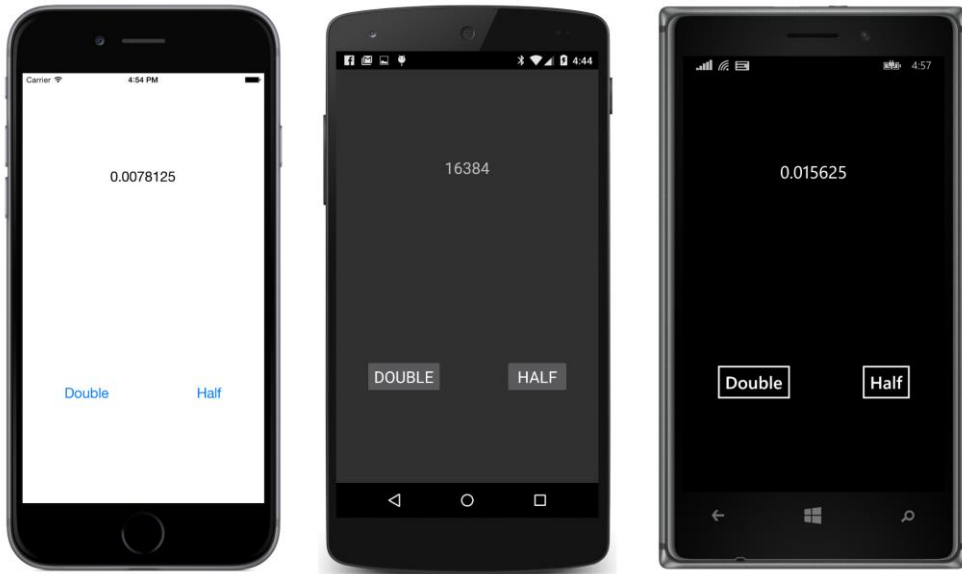 Carrier
4:54 PM
0.0078125
Double
Half
4:44
16384
DOUBLE
HALF
4:57
0.015625
Double
Half